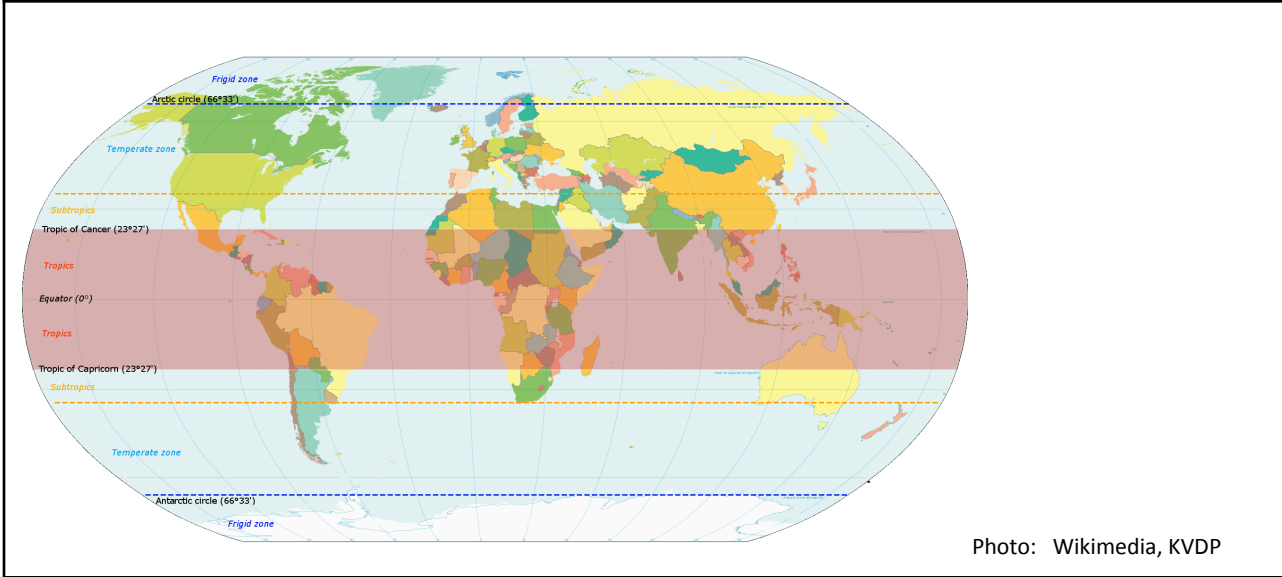 Frigid zone
Arctic circle (66°33')
Temperate zone
Subtropics
Tropic of Cancer (23°27')
Tropics
Equator (0°)
Tropics
Tropic of Capricorn (23°27')
Subtropics
Temperate zone
Antarctic circle (66°33')
Frigid zone
Photo: Wikimedia, KVDP